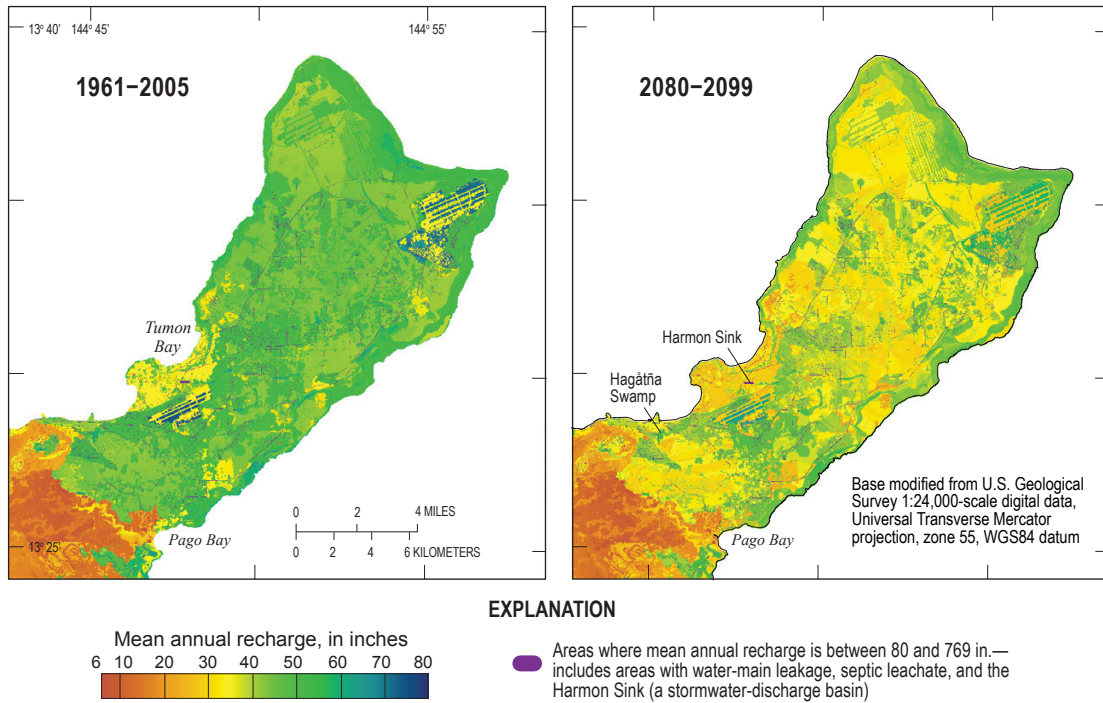 13° 40' 144° 45' 144° 55'
1961–2005
Tumon
Bay
0 2 4 MILES
0 2 4 6 KILOMETERS
Pago Bay
13° 25'
2080–2099
Harmon Sink
Hagåtña
Swamp
Base modified from U.S. Geological
Survey 1:24,000-scale digital data,
Universal Transverse Mercator
projection, zone 55, WGS84 datum
Pago Bay
EXPLANATION
Mean annual recharge, in inches
6 10 20 30 40 50 60 70 80
Areas where mean annual recharge is between 80 and 769 in.—
includes areas with water-main leakage, septic leachate, and the
Harmon Sink (a stormwater-discharge basin)